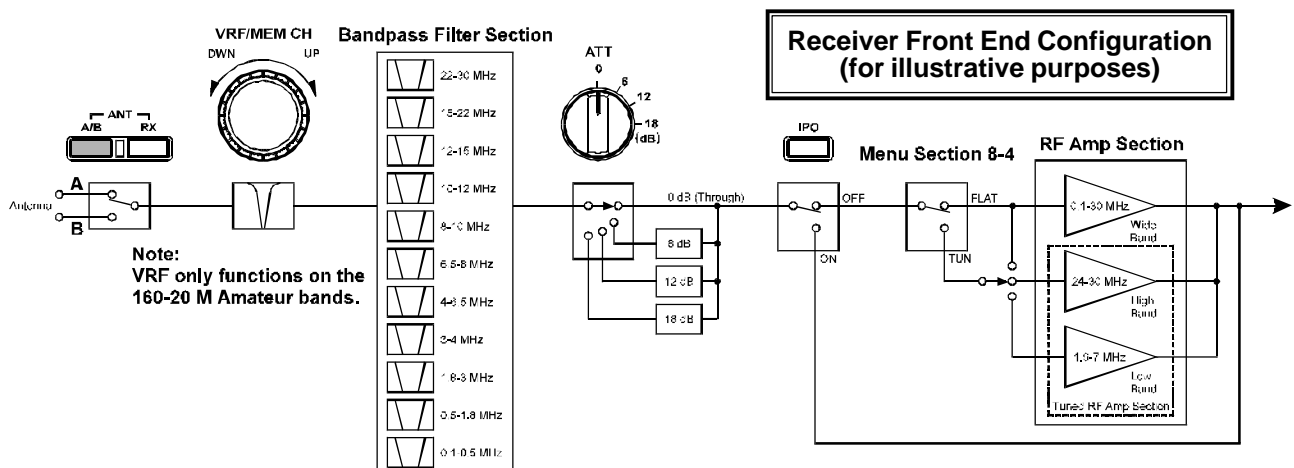 Receiver Front End Configuration
(for illustrative purposes)
VRF/MEM CH
DWN
UP
ANT
A/B
RX
Antenna
A
B
Note:
VRF only functions on the
160-20 M Amateur bands.
Bandpass Filter Section
22-30 MHz
15-22 MHz
12-15 MHz
10-12 MHz
8-10 MHz
6.5-8 MHz
4-6.5 MHz
3-4 MHz
1.8-3 MHz
0.5-1.8 MHz
0.1-0.5 MHz
ATT
0
6
12
18
(dB)
0 dB (Through)
6 dB
12 dB
18 dB
IPO
OFF
ON
Menu Section 8-4
FLAT
TUN
RF Amp Section
0.1-30 MHz
Wide
Band
24-30 MHz
High
Band
1.9-7 MHz
Low
Band
Tuned RF Amp Section